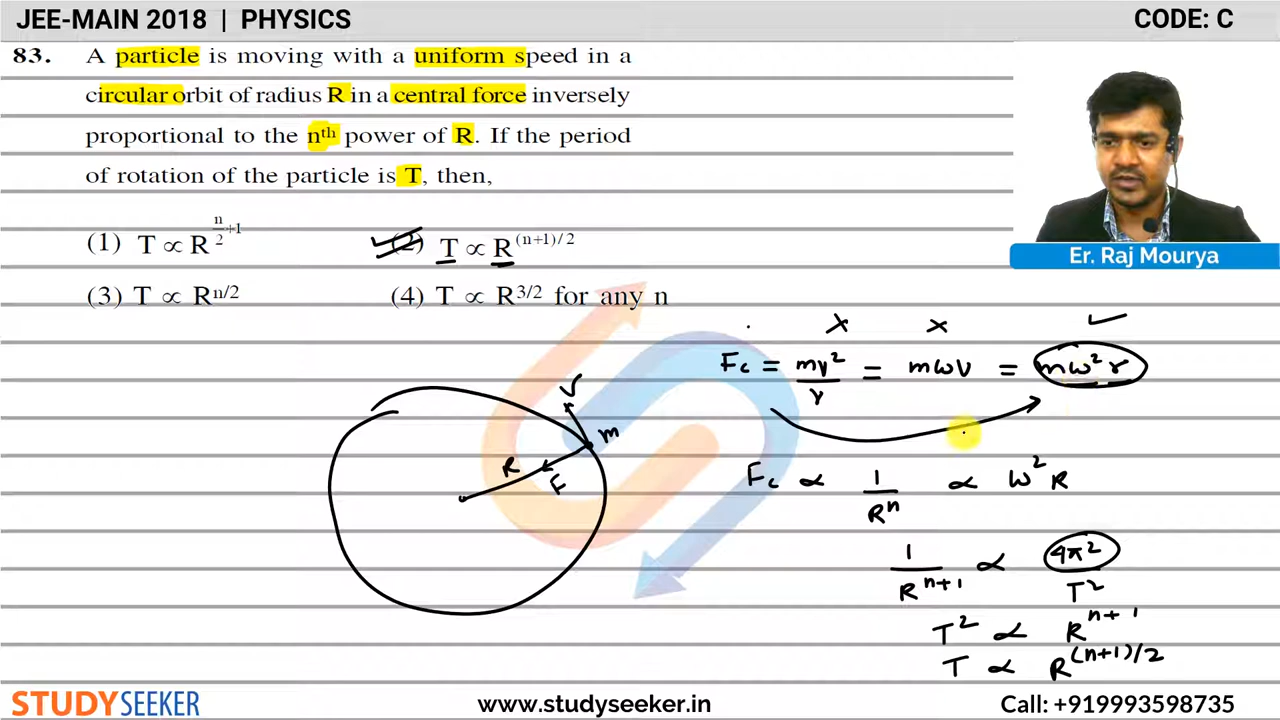 JEE-MAIN 2018 | PHYSICS
CODE: C
83. A particle is moving with a uniform speed in a
circular orbit of radius R in a central force inversely
proportional to the nth power of R. If the period
of rotation of the particle is T, then,
(1) T ∝ R^(n/2+1)
(2) T ∝ R^(n+1)/2
(3) T ∝ R^n/2
(4) T ∝ R^3/2 for any n
Er. Raj Mourya
Fc = mv²/r = mωv = mω²r
v
m
R
F
Fc ∝ 1/R^n ∝ ω²R
1/R^(n+1) ∝ 4π²/T²
T² ∝ R^(n+1)
T ∝ R^(n+1)/2
STUDYSEEKER
www.studyseeker.in
Call: +919993598735